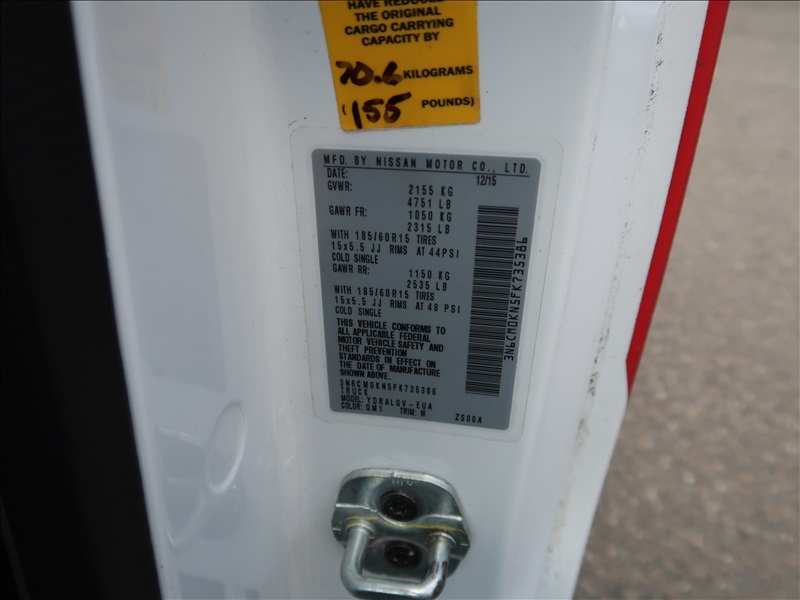 HAVE REDUCED
THE ORIGINAL
CARGO CARRYING
CAPACITY BY
70.6 KILOGRAMS
(155 POUNDS)
MFD. BY NISSAN MOTOR CO., LTD.
DATE: 12/15
GVWR: 2155 KG
4751 LB
GAWR FR: 1050 KG
2315 LB
WITH 185/60R15 TIRES
15x5.5 JJ RIMS AT 44PSI
COLD SINGLE
GAWR RR: 1150 KG
2535 LB
WITH 185/60R15 TIRES
15x5.5 JJ RIMS AT 48 PSI
COLD SINGLE
THIS VEHICLE CONFORMS TO
ALL APPLICABLE FEDERAL
MOTOR VEHICLE SAFETY AND
THEFT PREVENTION
STANDARDS IN EFFECT ON
THE DATE OF MANUFACTURE
SHOWN ABOVE.
3N6CM0KN5FK735386
TRUCK
MODEL: YDBALGV-EUA
COLOR: QM1 TRIM: W ZS00A
3N6CM0KN5FK735386